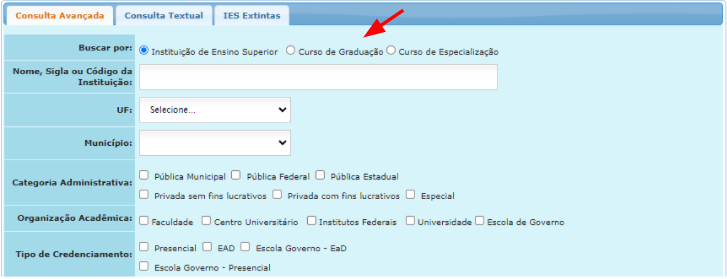 Consulta Avançada Consulta Textual IES Extintas
Buscar por: Instituição de Ensino Superior Curso de Graduação Curso de Especialização
Nome, Sigla ou Código da
Instituição:
UF: Selecione...
Município:
Categoria Administrativa: Pública Municipal Pública Federal Pública Estadual
Privada sem fins lucrativos Privada com fins lucrativos Especial
Organização Acadêmica: Faculdade Centro Universitário Institutos Federais Universidade Escola de Governo
Tipo de Credenciamento: Presencial EAD Escola Governo - EaD
Escola Governo - Presencial